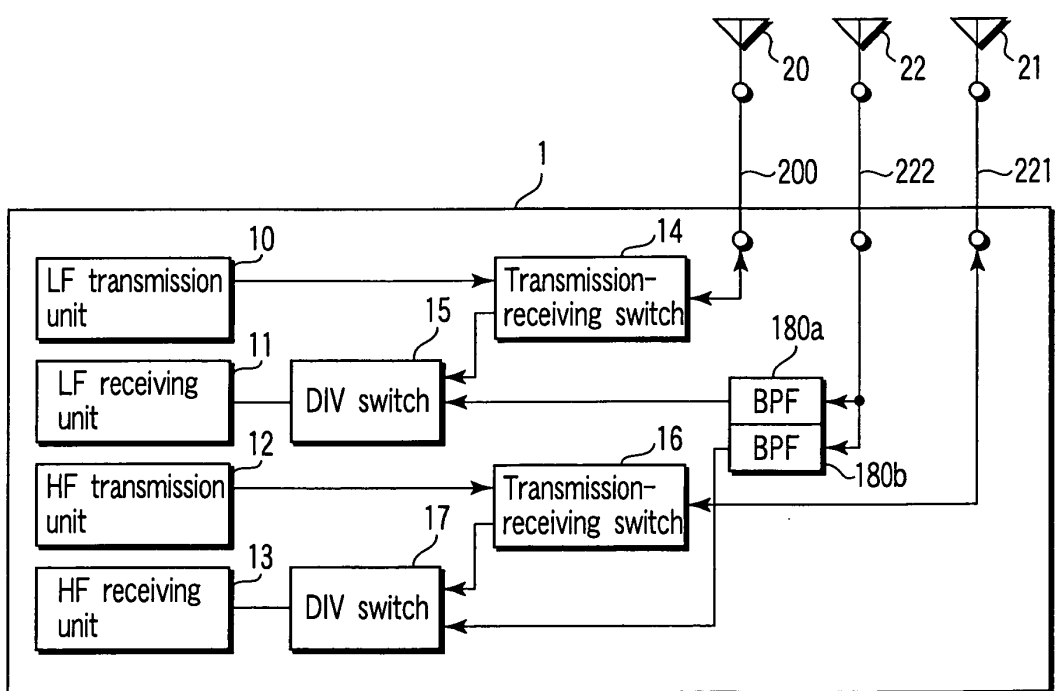 20
22
21
200
222
221
1
10
LF transmission
unit
14
Transmission-
receiving switch
15
11
LF receiving
unit
DIV switch
180a
BPF
BPF
180b
12
HF transmission
unit
16
Transmission-
receiving switch
17
13
HF receiving
unit
DIV switch